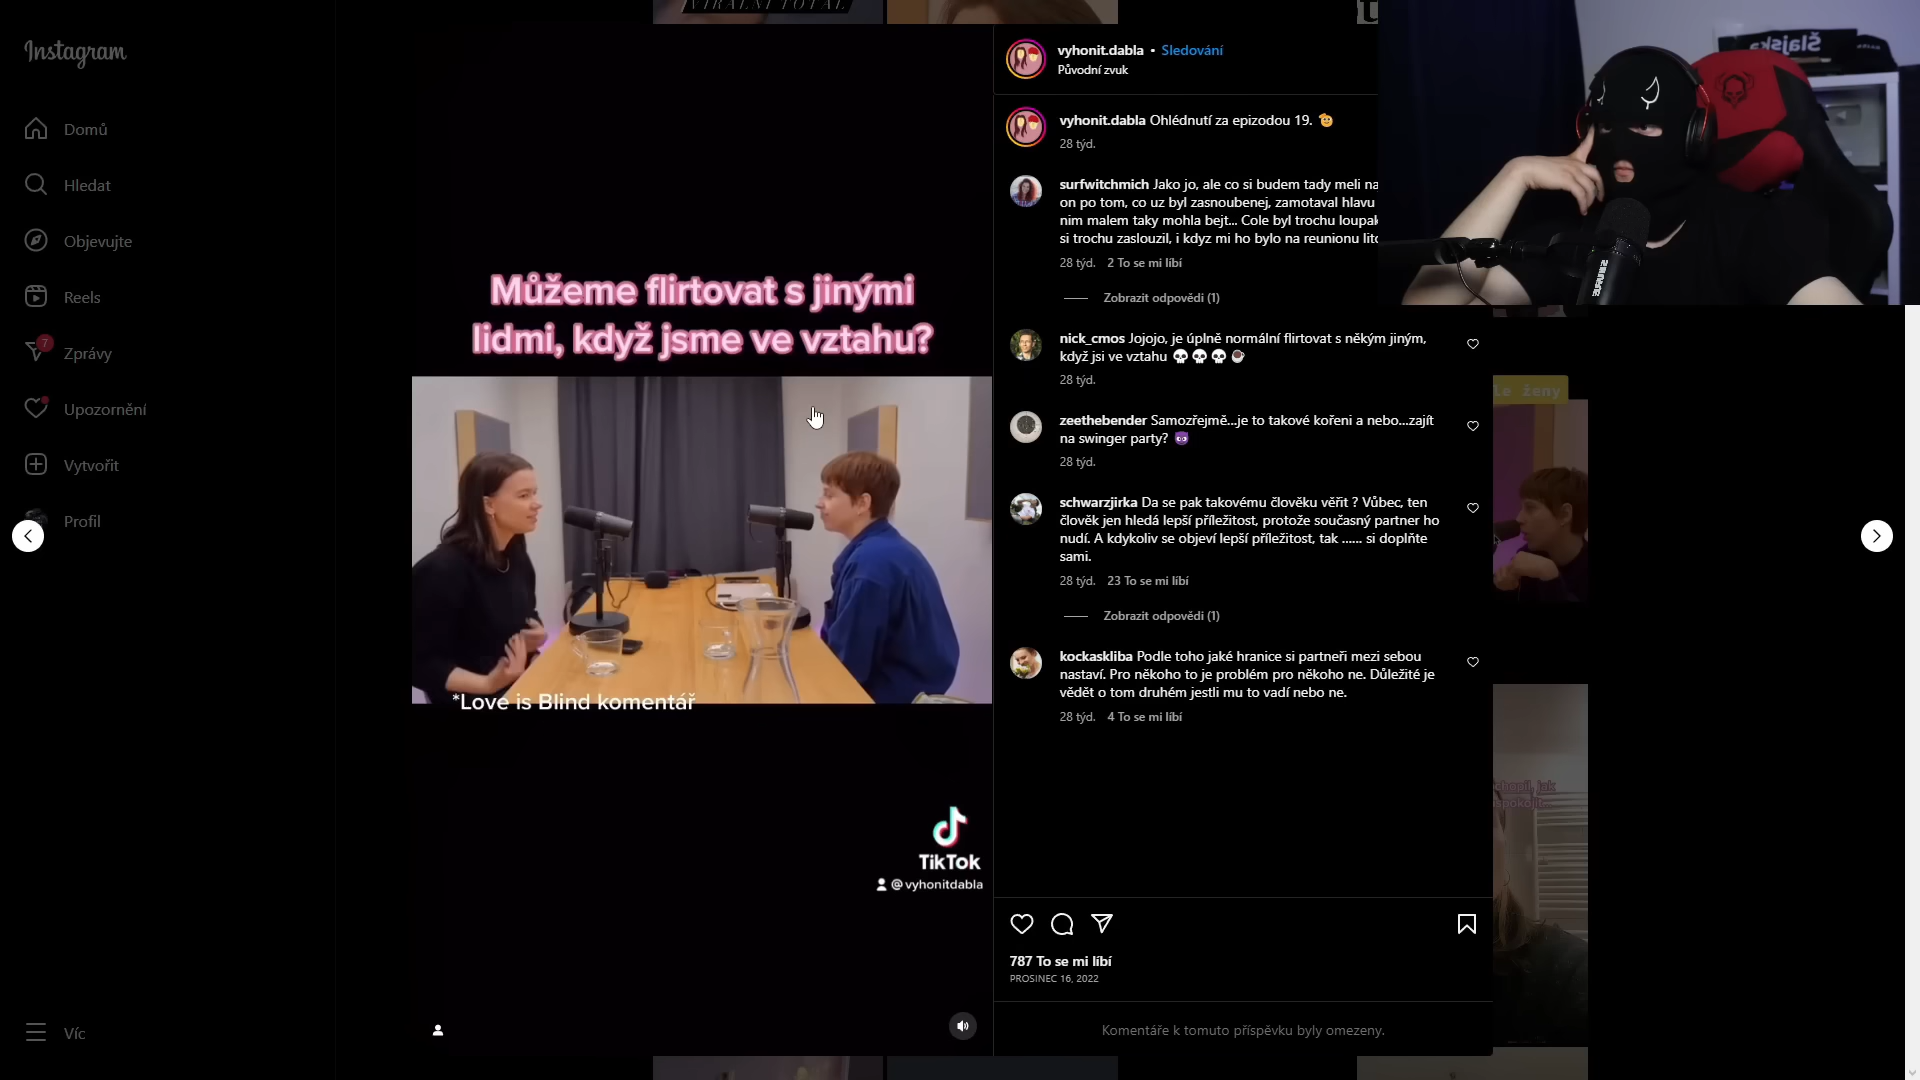 VIRÁLNÍ TOTAL
Instagram
Domů
Hledat
Objevujte
Reels
7
Zprávy
Upozornění
Vytvořit
Profil
Víc
Můžeme flirtovat s jinými
lidmi, když jsme ve vztahu?
*Love is Blind komentář
TikTok
@vyhonitdabla
vyhonit.dabla • Sledování
Původní zvuk
vyhonit.dabla Ohlédnutí za epizodou 19.
28 týd.
surfwitchmich Jako jo, ale co si budem tady meli na
on po tom, co uz byl zasnoubenej, zamotaval hlavu
nim malem taky mohla bejt... Cole byl trochu loupak
si trochu zaslouzil, i kdyz mi ho bylo na reunionu lito
28 týd. 2 To se mi líbí
Zobrazit odpovědi (1)
nick_cmos Jojojo, je úplně normální flirtovat s někým jiným,
když jsi ve vztahu 💀💀💀☕
28 týd.
zeethebender Samozřejmě...je to takové kořeni a nebo...zajít
na swinger party? 😈
28 týd.
schwarzjirka Da se pak takovému člověku věřit ? Vůbec, ten
člověk jen hledá lepší příležitost, protože současný partner ho
nudí. A kdykoliv se objeví lepší příležitost, tak ...... si doplňte
sami.
28 týd. 23 To se mi líbí
Zobrazit odpovědi (1)
kockaskliba Podle toho jaké hranice si partneři mezi sebou
nastaví. Pro někoho to je problém pro někoho ne. Důležité je
vědět o tom druhém jestli mu to vadí nebo ne.
28 týd. 4 To se mi líbí
787 To se mi líbí
PROSINEC 16, 2022
Komentáře k tomuto příspěvku byly omezeny.
Šlajska
le ženy
chopil, jak